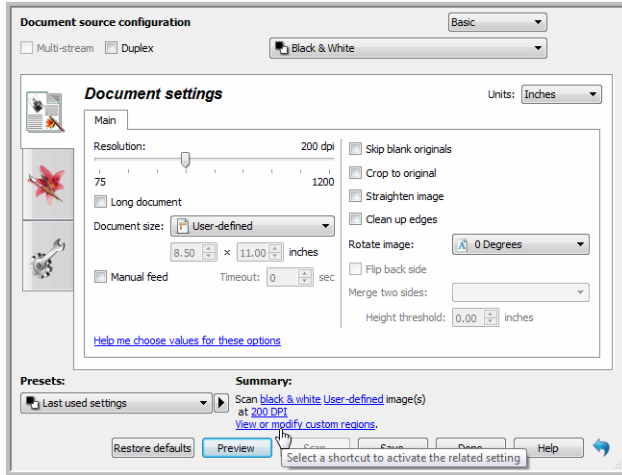 Document source configuration
Basic
Multi-stream Duplex Black & White
Document settings
Units: Inches
Main
Resolution: 200 dpi
75 1200
Long document
Document size: User-defined
8.50 × 11.00 inches
Manual feed Timeout: 0 sec
Help me choose values for these options
Skip blank originals
Crop to original
Straighten image
Clean up edges
Rotate image: A 0 Degrees
Flip back side
Merge two sides:
Height threshold: 0.00 inches
Presets:
Last used settings
Summary:
Scan black & white User-defined image(s)
at 200 DPI
View or modify custom regions.
Restore defaults Preview Help
Select a shortcut to activate the related setting